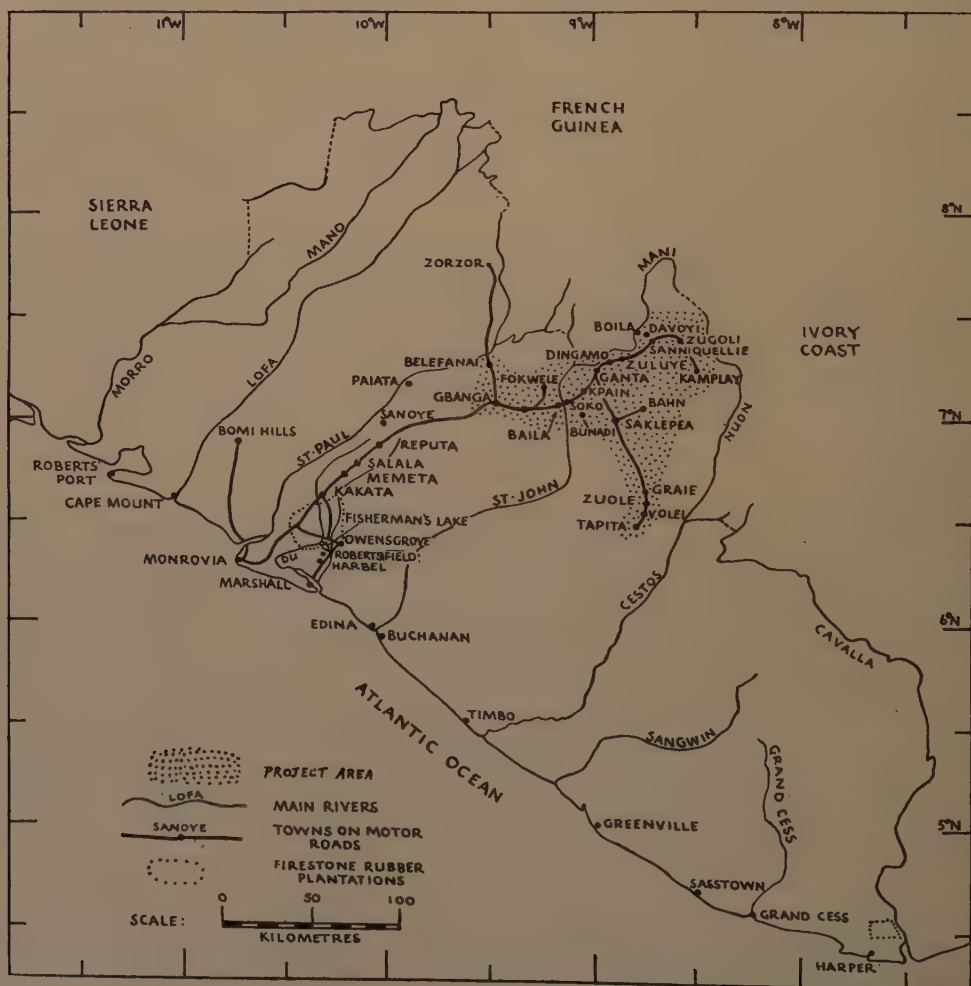 11°W
10°W
9°W
8°W
FRENCH
GUINEA
SIERRA
LEONE
8°N
MANO
ZORZOR
MANI
IVORY
COAST
MORRO
LOFA
BOILA
DAVOYI
ZUGOLI
SANNIQUELLIE
DINGAMO
ZULUYE
BELEFANAI
FOKWELE
GANTA
KAMPLAY
PAIATA
KPAIN
GBANGA
SOKO
BAHN
7°N
SANOYE
BAILA
BUNADI
SAKLEPEA
NUON
BOMI HILLS
ST·PAUL
REPUTA
ROBERTS'
PORT
SALALA
MEMETA
ST·JOHN
GRAIE
CAPE MOUNT
KAKATA
ZUOLE
VOLEI
FISHERMAN'S LAKE
TAPITA
OWENSGROVE
MONROVIA
DU
ROBERTSFIELD
HARBEL
MARSHALL
CESTOS
EDINA
BUCHANAN
6°N
CAVALLA
ATLANTIC OCEAN
TIMBO
SANGWIN
GRAND CESS
PROJECT AREA
LOFA
MAIN RIVERS
SANOYE
TOWNS ON MOTOR
ROADS
GREENVILLE
5°N
FIRESTONE RUBBER
PLANTATIONS
SASSTOWN
SCALE:
0 50 100
KILOMETRES
GRAND CESS
HARPER